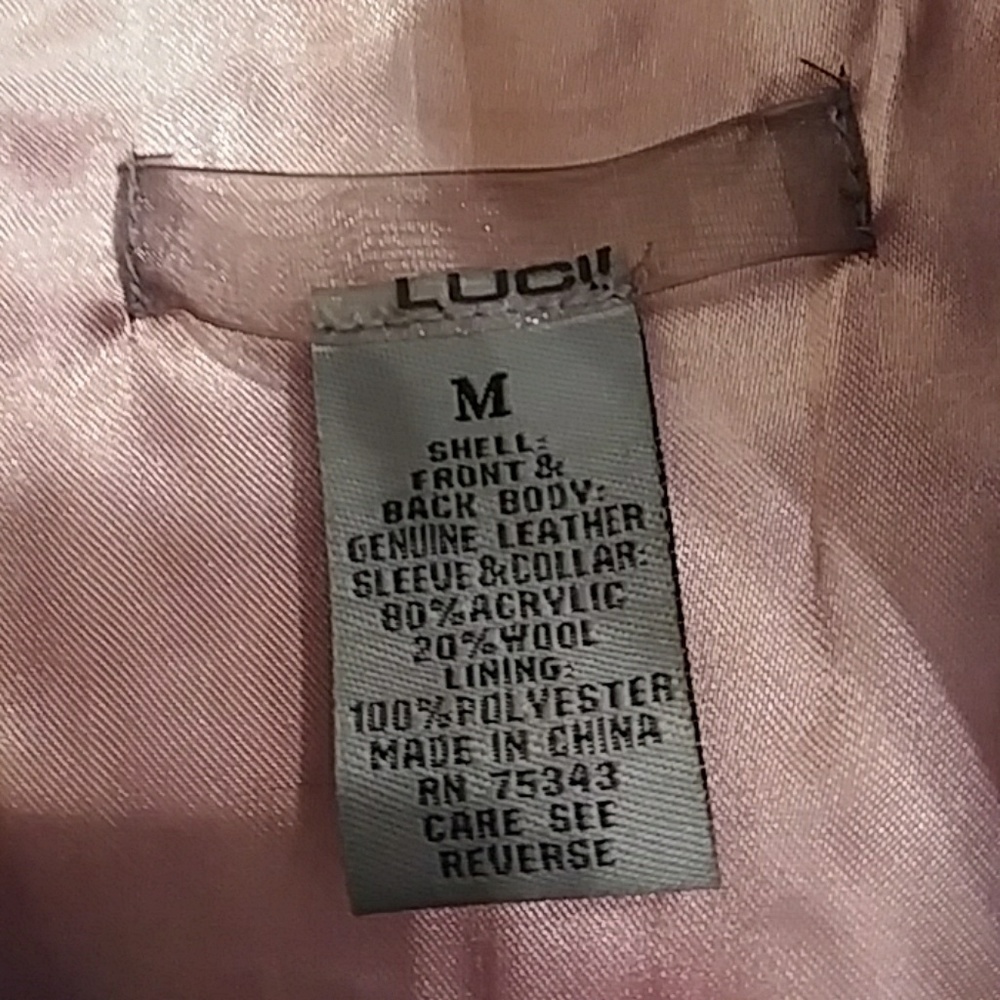 M
SHELL:
FRONT &
BACK BODY:
GENUINE LEATHER
SLEEVE&COLLAR:
80%ACRYLIC
20%WOOL
LINING:
100%POLYESTER
MADE IN CHINA
RN 75343
CARE SEE
REVERSE